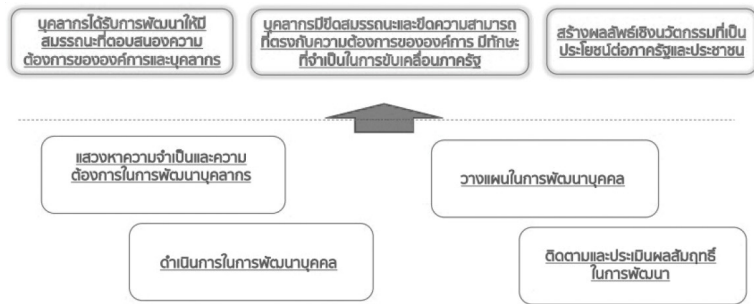 บุคลากรได้รับการพัฒนาให้มี
สมรรถนะที่ตอบสนองความ
ต้องการขององค์การและบุคลากร
บุคลากรมีขีดสมรรถนะและขีดความสามารถ
ที่ตรงกับความต้องการขององค์การ มีทักษะ
ที่จำเป็นในการขับเคลื่อนภาครัฐ
สร้างผลลัพธ์เชิงนวัตกรรมที่เป็น
ประโยชน์ต่อภาครัฐและประชาชน
แสวงหาความจำเป็นและความ
ต้องการในการพัฒนาบุคลากร
วางแผนในการพัฒนาบุคคล
ดำเนินการในการพัฒนาบุคคล
ติดตามและประเมินผลสัมฤทธิ์
ในการพัฒนา